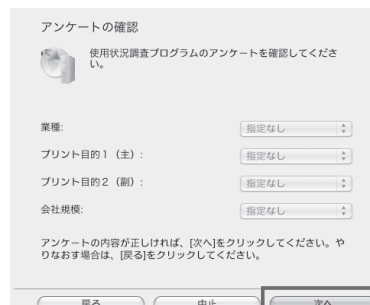 アンケートの確認
使用状況調査プログラムのアンケートを確認してくださ
い。
業種: 指定なし
プリント目的1（主）: 指定なし
プリント目的2（副）: 指定なし
会社規模: 指定なし
アンケートの内容が正しければ、[次へ]をクリックしてください。や
りなおす場合は、[戻る]をクリックしてください。
戻る 中止 次へ